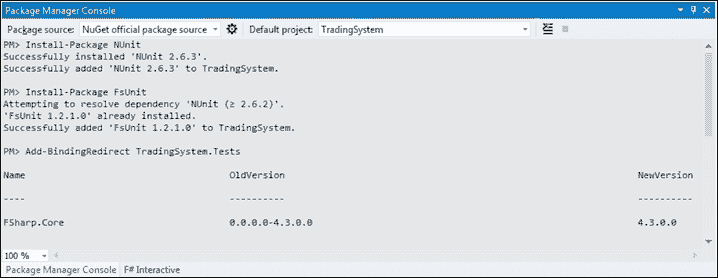 Package Manager Console
Package source: NuGet official package source Default project: TradingSystem
PM> Install-Package NUnit
Successfully installed 'NUnit 2.6.3'.
Successfully added 'NUnit 2.6.3' to TradingSystem.
PM> Install-Package FsUnit
Attempting to resolve dependency 'NUnit (≥ 2.6.2)'.
'FsUnit 1.2.1.0' already installed.
Successfully added 'FsUnit 1.2.1.0' to TradingSystem.
PM> Add-BindingRedirect TradingSystem.Tests
Name OldVersion NewVersion
---- ---------- ----------
FSharp.Core 0.0.0.0-4.3.0.0 4.3.0.0
100 %
Package Manager Console F# Interactive